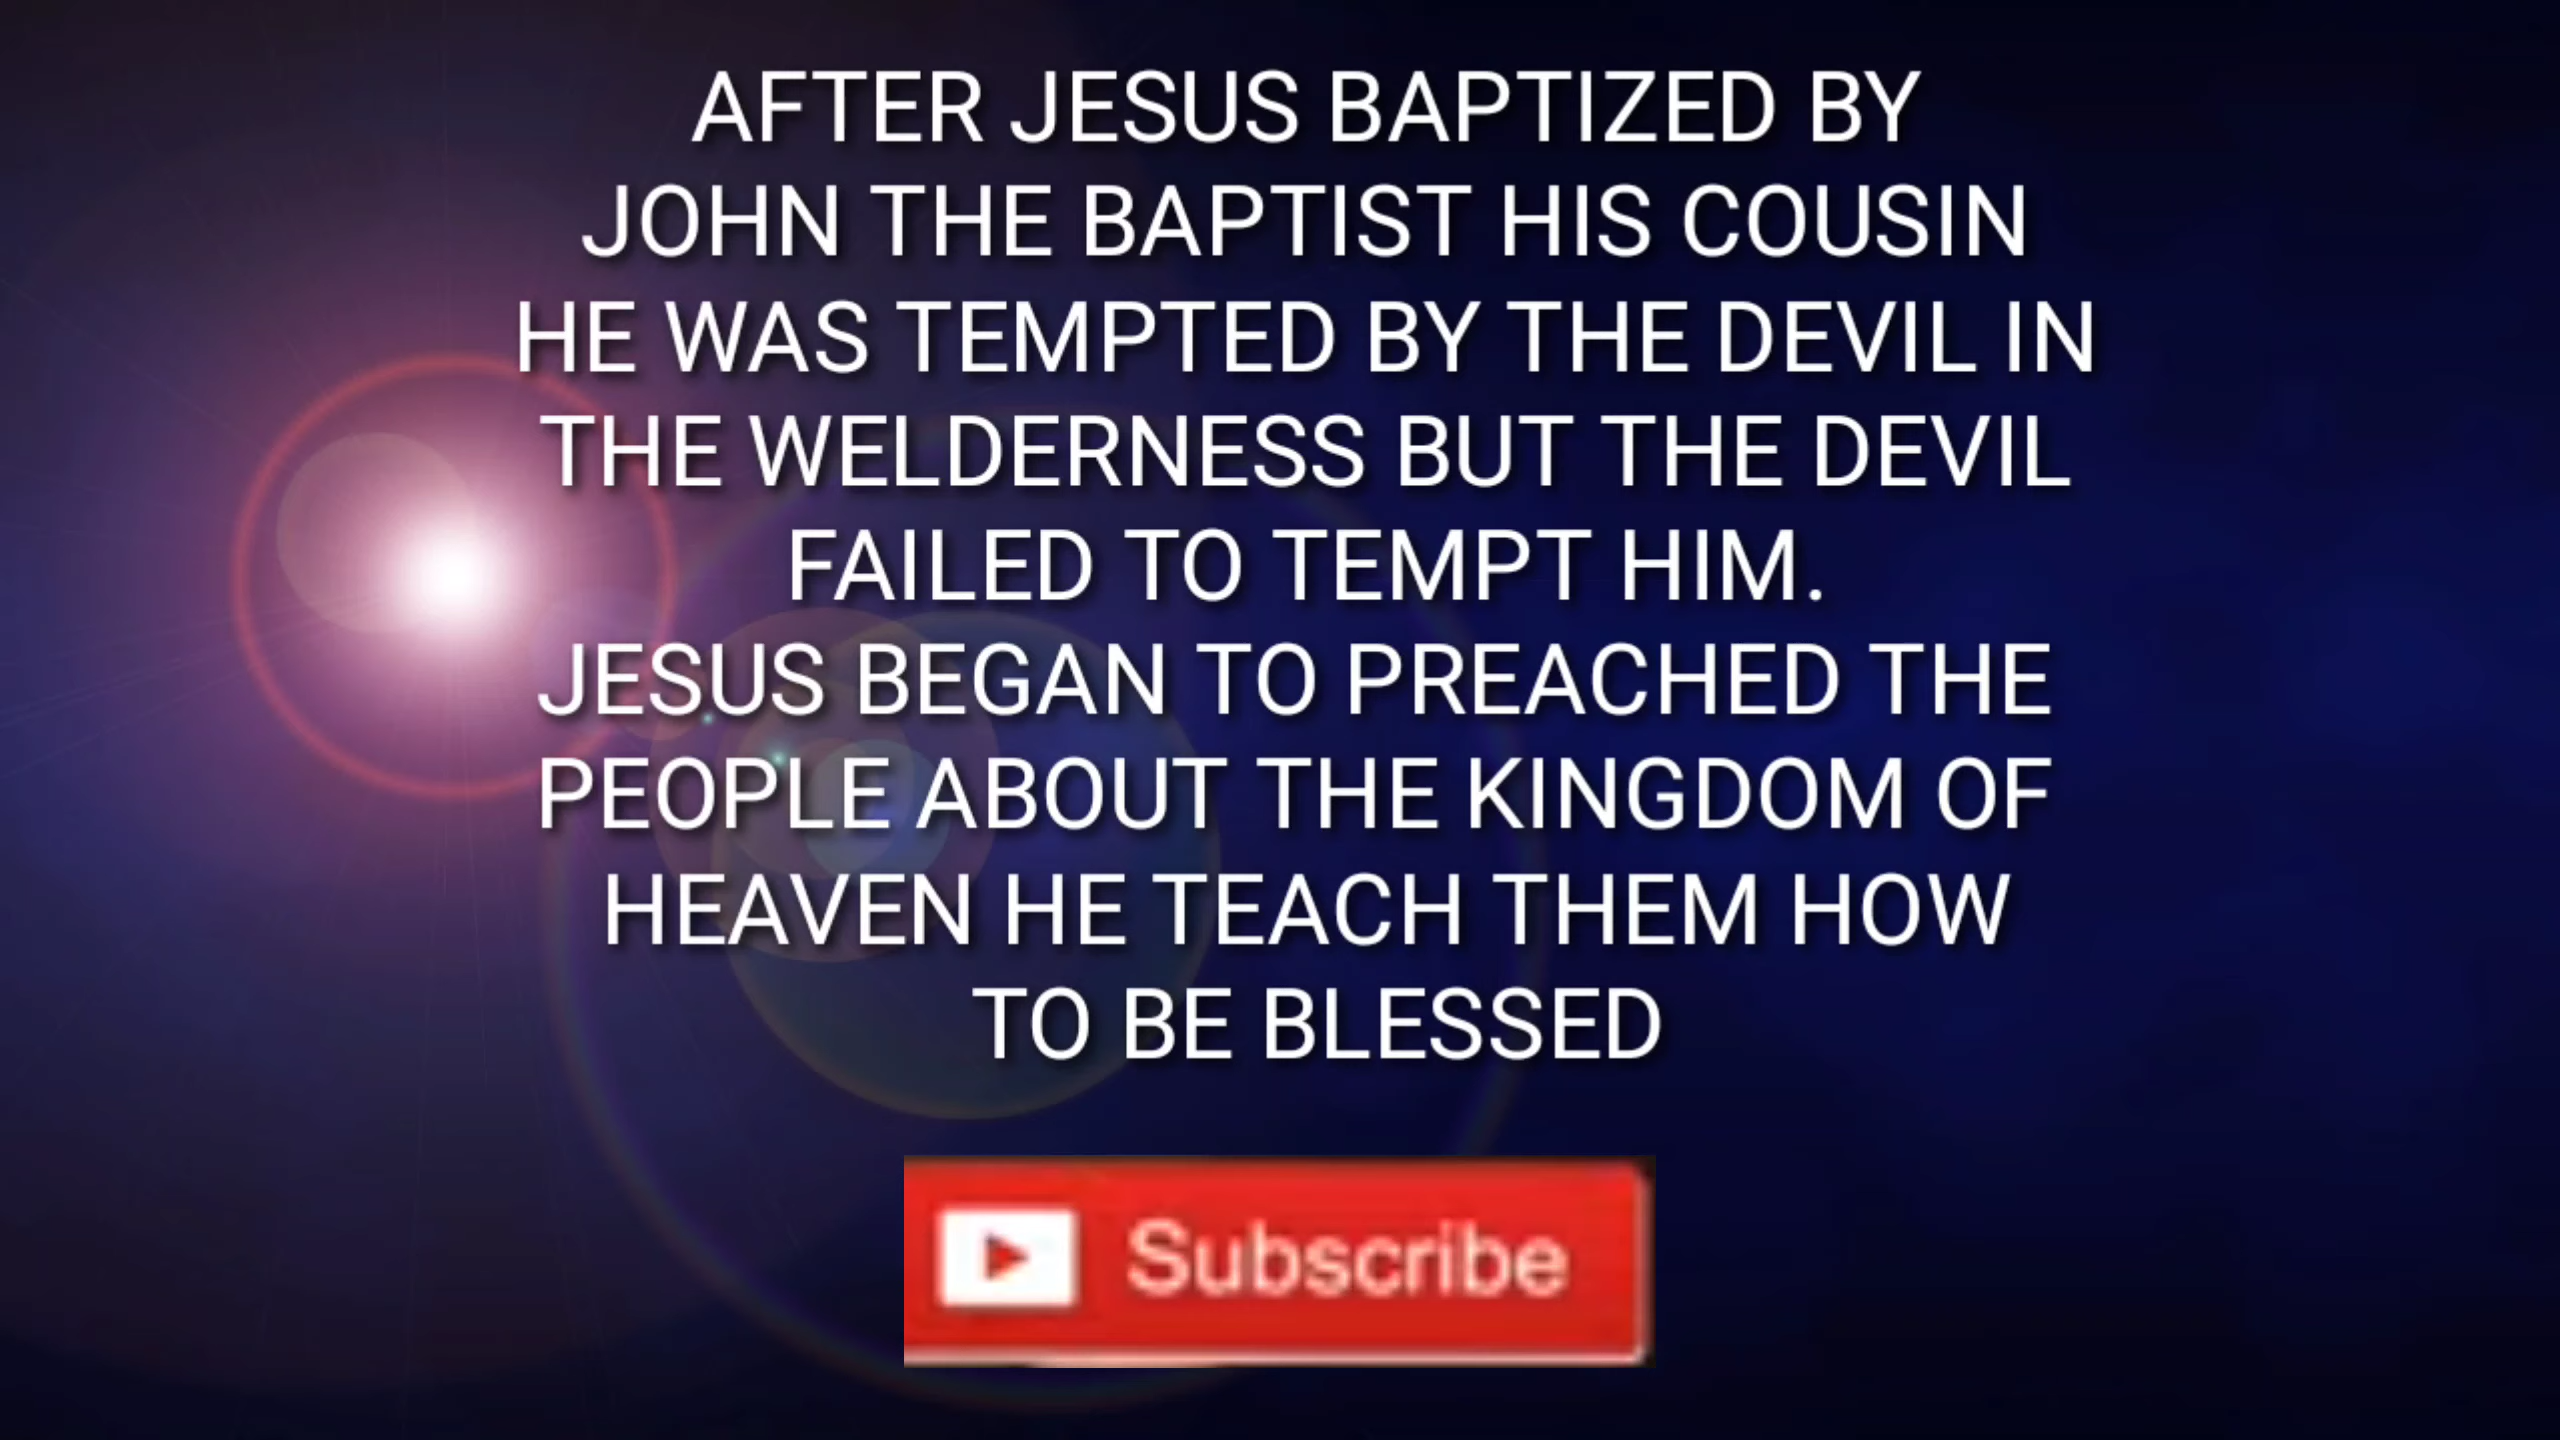 AFTER JESUS BAPTIZED BY
JOHN THE BAPTIST HIS COUSIN
HE WAS TEMPTED BY THE DEVIL IN
THE WELDERNESS BUT THE DEVIL
FAILED TO TEMPT HIM.
JESUS BEGAN TO PREACHED THE
PEOPLE ABOUT THE KINGDOM OF
HEAVEN HE TEACH THEM HOW
TO BE BLESSED
Subscribe